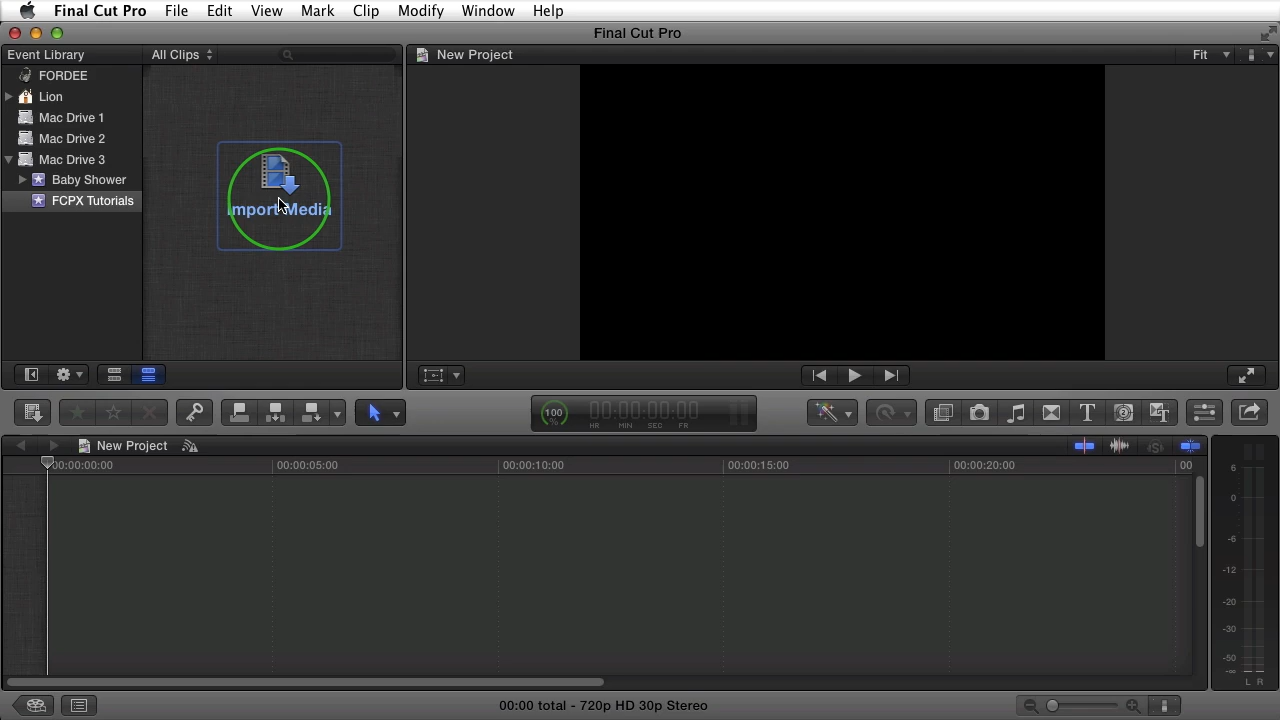 Final Cut Pro File Edit View Mark Clip Modify Window Help
Final Cut Pro
Event Library All Clips
New Project Fit
FORDEE
Lion
Mac Drive 1
Mac Drive 2
Mac Drive 3
Baby Shower
FCPX Tutorials
Import Media
100 %
00:00:00:00
HR MIN SEC FR
New Project
00:00:00:00 00:00:05:00 00:00:10:00 00:00:15:00 00:00:20:00 00
6
0
-6
-12
-20
-30
-50
-∞
L R
00:00 total - 720p HD 30p Stereo